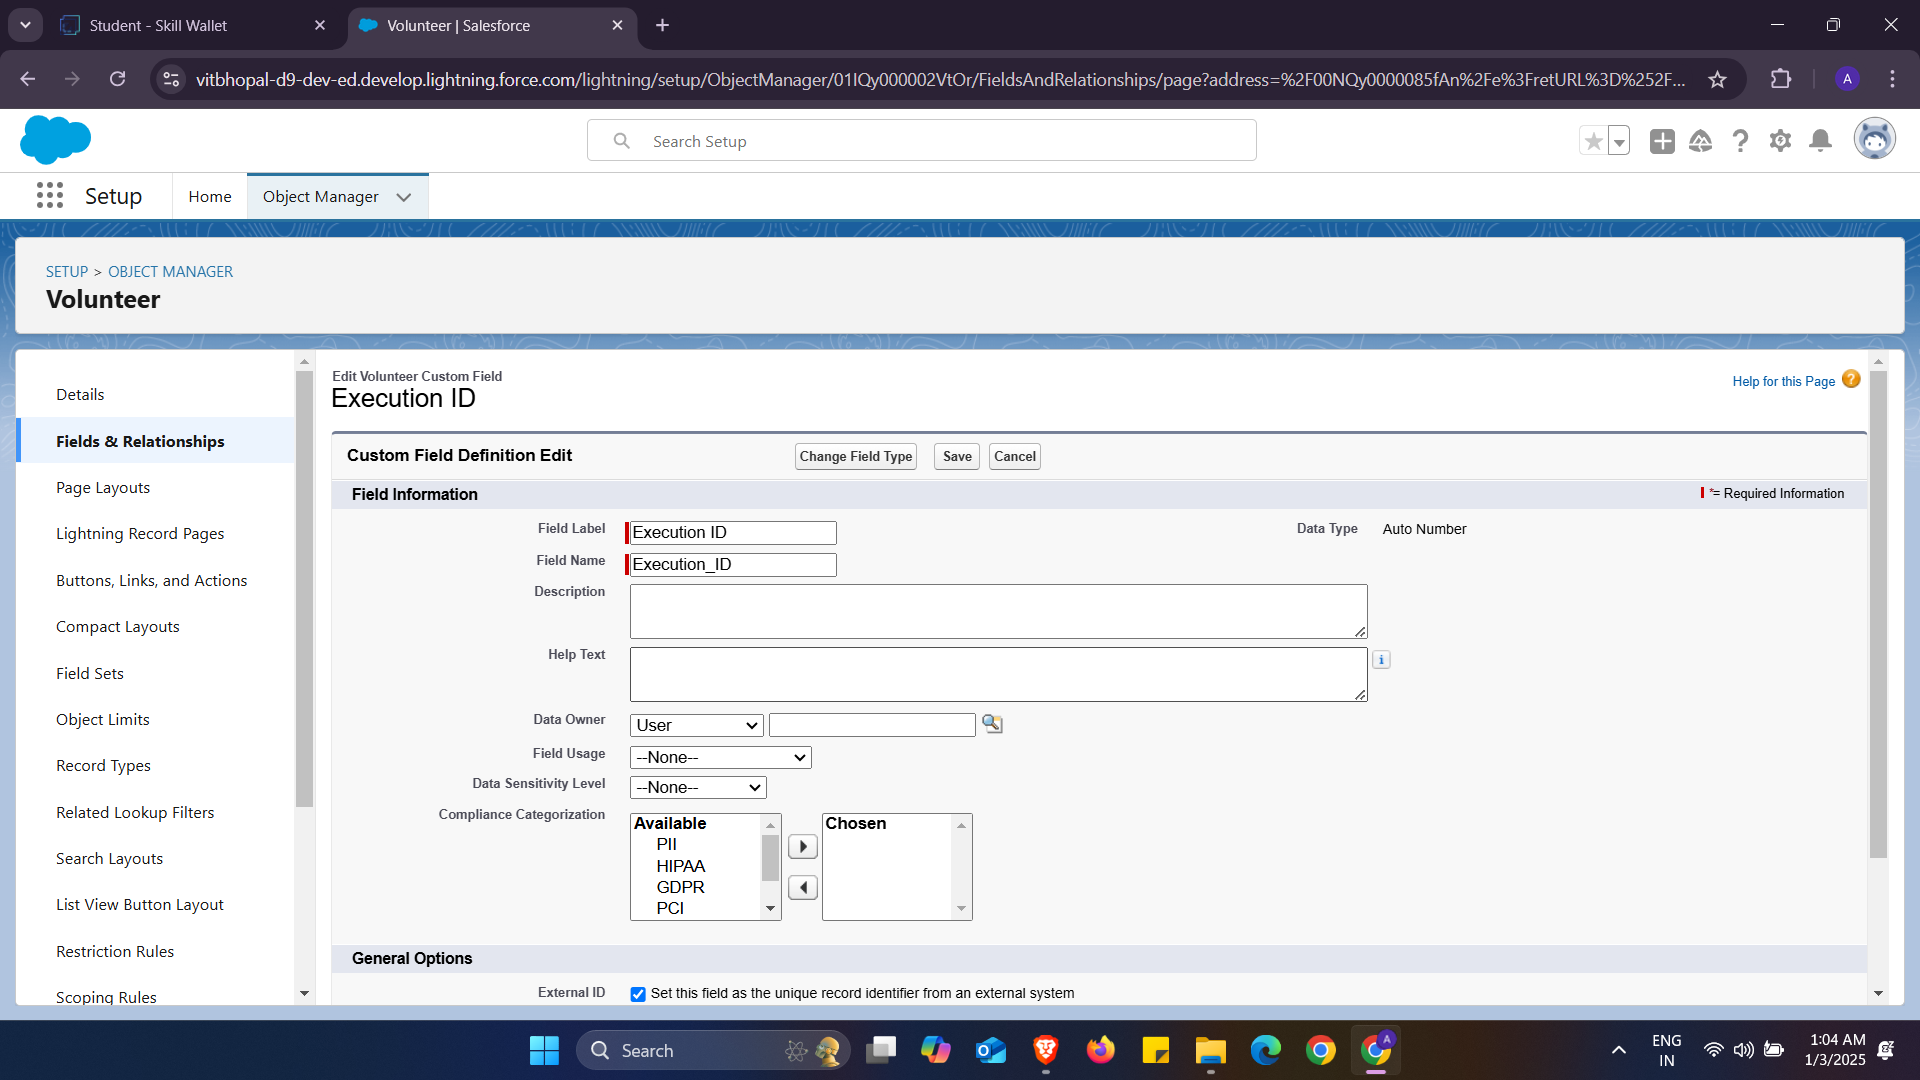 Student - Skill Wallet
Volunteer | Salesforce
vitbhopal-d9-dev-ed.develop.lightning.force.com/lightning/setup/ObjectManager/01IQy000002VtOr/FieldsAndRelationships/page?address=%2F00NQy0000085fAn%2Fe%3FretURL%3D%252F...
A
Search Setup
Setup
Home
Object Manager
SETUP > OBJECT MANAGER
Volunteer
Details
Fields & Relationships
Page Layouts
Lightning Record Pages
Buttons, Links, and Actions
Compact Layouts
Field Sets
Object Limits
Record Types
Related Lookup Filters
Search Layouts
List View Button Layout
Restriction Rules
Scoping Rules
Edit Volunteer Custom Field
Execution ID
Help for this Page ?
Custom Field Definition Edit
Change Field Type
Save
Cancel
Field Information
*= Required Information
Field Label
Execution ID
Data Type
Auto Number
Field Name
Execution_ID
Description
Help Text
i
Data Owner
User
Field Usage
--None--
Data Sensitivity Level
--None--
Compliance Categorization
Available
PII
HIPAA
GDPR
PCI
Chosen
General Options
External ID
Set this field as the unique record identifier from an external system
Search
A
ENG
IN
1:04 AM
1/3/2025